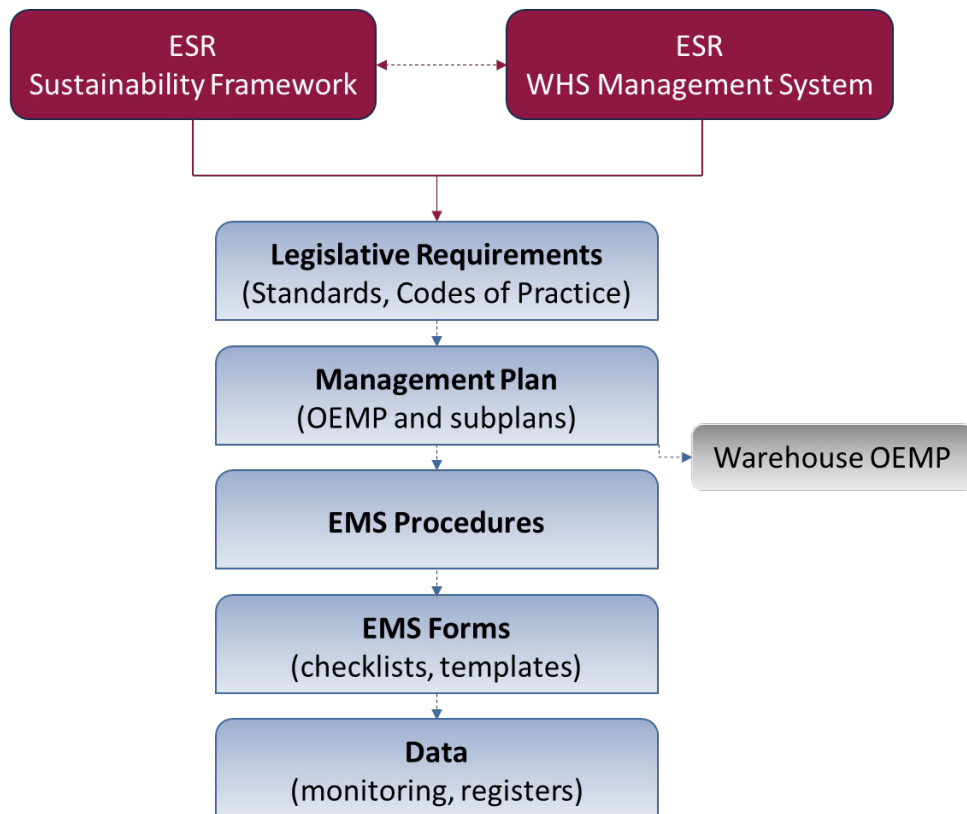 ESR
Sustainability Framework
ESR
WHS Management System
Legislative Requirements
(Standards, Codes of Practice)
Management Plan
(OEMP and subplans)
Warehouse OEMP
EMS Procedures
EMS Forms
(checklists, templates)
Data
(monitoring, registers)